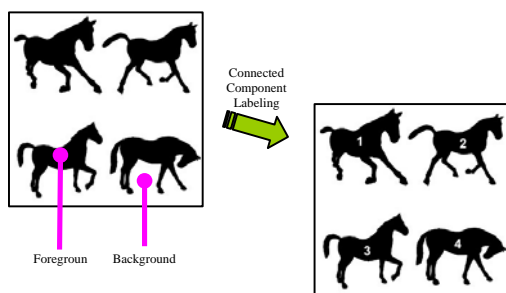 Connected
Component
Labeling
1
2
3
4
Foregroun
Background